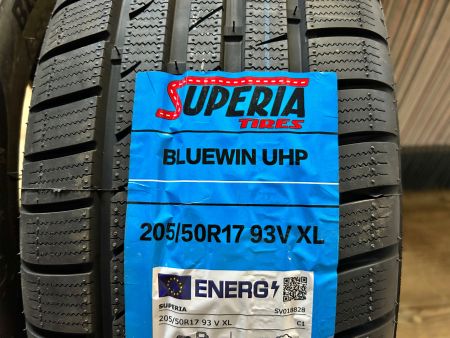 SUPERIA
TIRES
BLUEWIN UHP
205/50R17 93V XL
ENERG
SUPERIA
SV018828
205/50R17 93 V XL
C1